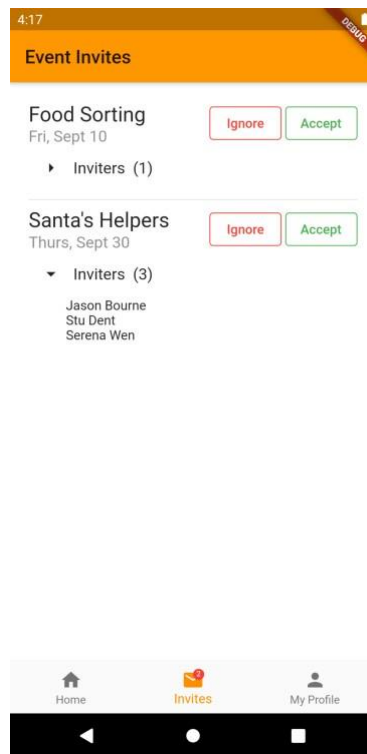 4:17
DEBUG
Event Invites
Food Sorting
Ignore
Accept
Fri, Sept 10
Inviters (1)
Santa's Helpers
Ignore
Accept
Thurs, Sept 30
Inviters (3)
Jason Bourne
Stu Dent
Serena Wen
2
Home
Invites
My Profile